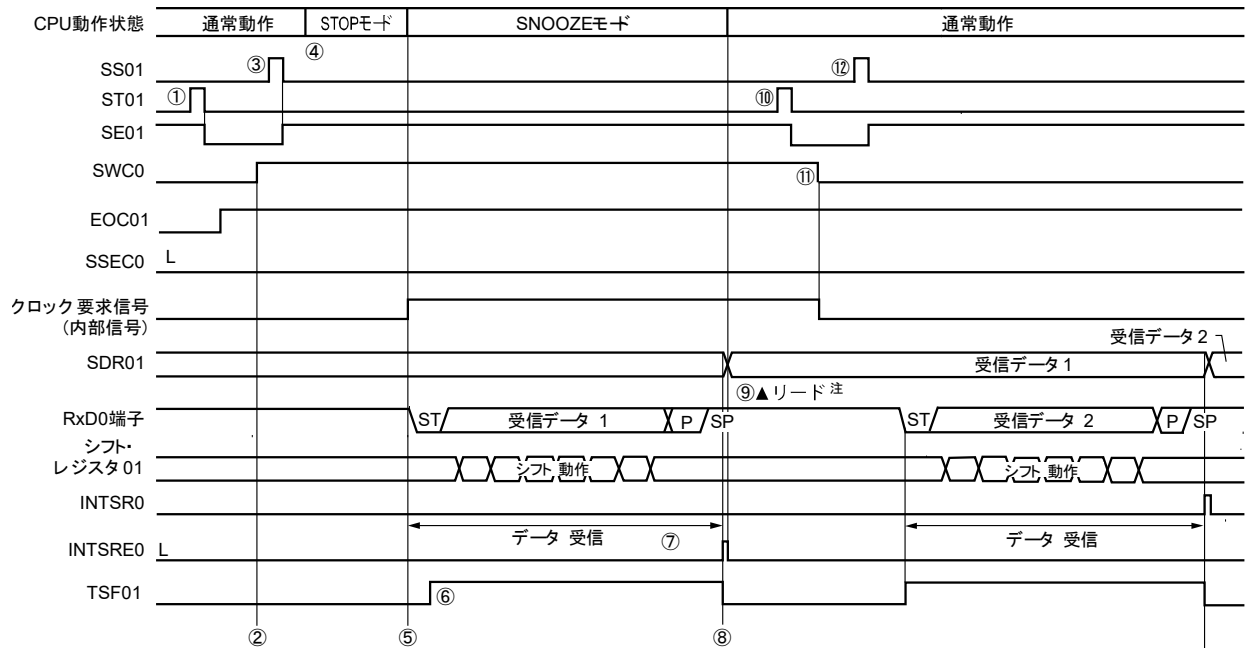 CPU動作状態 通常動作 STOPモード SNOOZEモード 通常動作
④
SS01 ③ ⑫
ST01 ① ⑩
SE01
SWC0 ⑪
EOC01
SSEC0 L
クロック要求信号
(内部信号)
受信データ2
SDR01 受信データ1
⑨▲リード注
RxD0端子 ST 受信データ 1 P SP ST 受信データ 2 P SP
シフト・
レジスタ01 シフト動作 シフト動作
INTSR0
データ 受信 ⑦ データ 受信
INTSRE0 L
TSF01 ⑥
② ⑤ ⑧